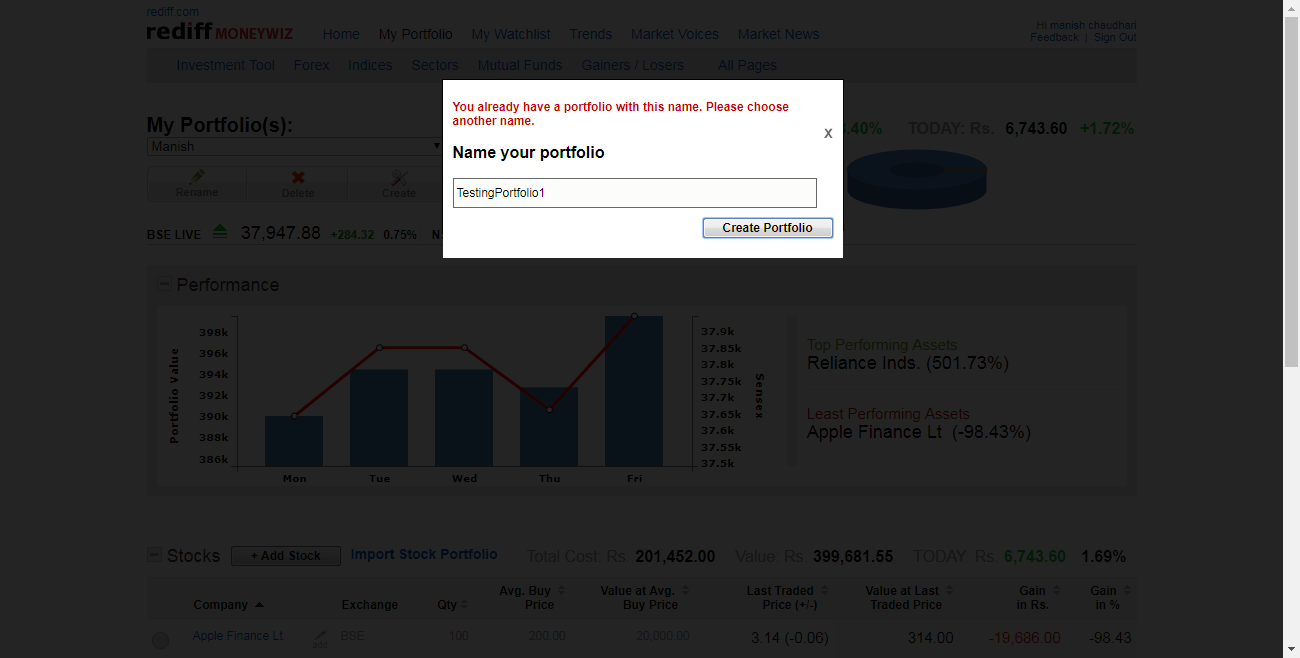 rediff.com
rediff MONEYWIZ
Home My Portfolio My Watchlist Trends Market Voices Market News
Hi manish chaudhari
Feedback | Sign Out
Investment Tool Forex Indices Sectors Mutual Funds Gainers / Losers All Pages
You already have a portfolio with this name. Please choose
another name.
X
Name your portfolio
TestingPortfolio1
Create Portfolio
My Portfolio(s):
Manish
Rename Delete Create
.40% TODAY: Rs. 6,743.60 +1.72%
BSE LIVE 37,947.88 +284.32 0.75% N
Performance
Portfolio Value
398k
396k
394k
392k
390k
388k
386k
Mon Tue Wed Thu Fri
37.9k
37.85k
37.8k
37.75k
37.7k
37.65k
37.6k
37.55k
37.5k
Sensex
Top Performing Assets
Reliance Inds. (501.73%)
Least Performing Assets
Apple Finance Lt (-98.43%)
Stocks + Add Stock Import Stock Portfolio Total Cost: Rs. 201,452.00 Value: Rs. 399,681.55 TODAY: Rs. 6,743.60 1.69%
Company Exchange Qty Avg. Buy Price Value at Avg. Buy Price Last Traded Price (+/-) Value at Last Traded Price Gain in Rs. Gain in %
Apple Finance Lt add BSE 100 200.00 20,000.00 3.14 (-0.06) 314.00 -19,686.00 -98.43